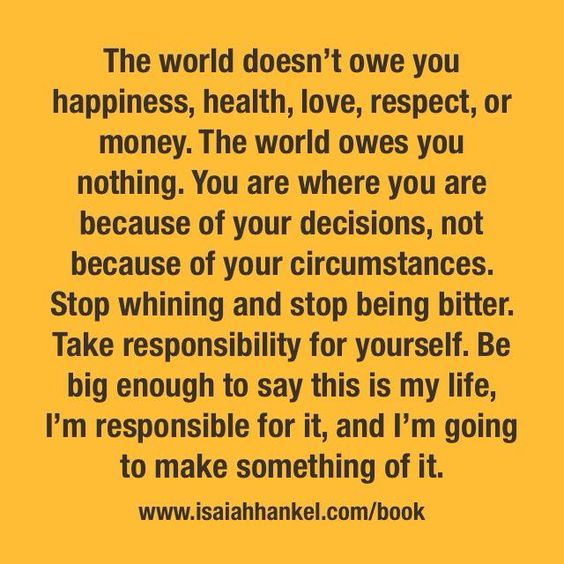 The world doesn’t owe you
happiness, health, love, respect, or
money. The world owes you
nothing. You are where you are
because of your decisions, not
because of your circumstances.
Stop whining and stop being bitter.
Take responsibility for yourself. Be
big enough to say this is my life,
I’m responsible for it, and I’m going
to make something of it.
www.isaiahhankel.com/book